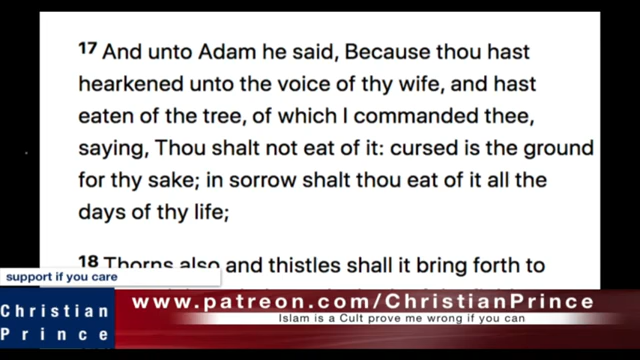 17 And unto Adam he said, Because thou hast
hearkened unto the voice of thy wife, and hast
eaten of the tree, of which I commanded thee,
saying, Thou shalt not eat of it: cursed is the ground
for thy sake; in sorrow shalt thou eat of it all the
days of thy life;
18 Thorns also and thistles shall it bring forth to
support if you care
Christian
Prince
www.patreon.com/ChristianPrince
Islam is a Cult prove me wrong if you can